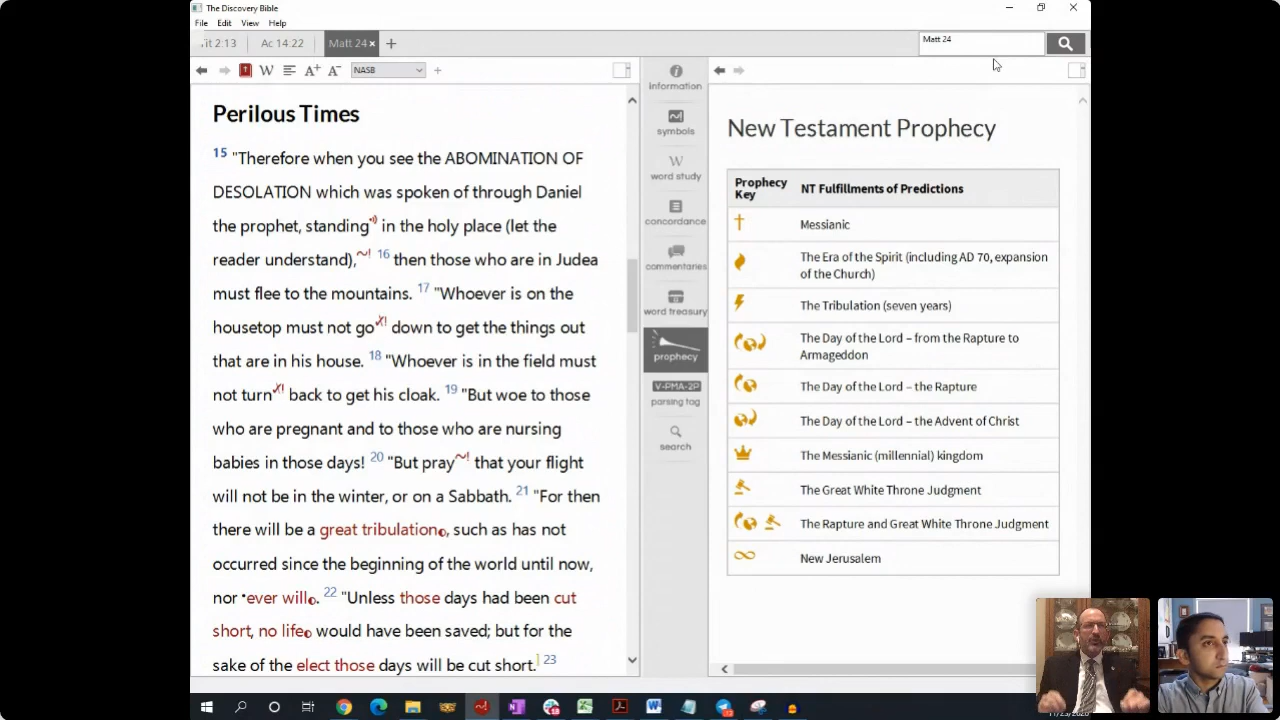 The Discovery Bible
File Edit View Help
Tit 2:13 Ac 14:22 Matt 24 × +
Matt 24
W A+ A- NASB +
Perilous Times
15 "Therefore when you see the ABOMINATION OF
DESOLATION which was spoken of through Daniel
the prophet, standing in the holy place (let the
reader understand), 16 then those who are in Judea
must flee to the mountains. 17 "Whoever is on the
housetop must not go down to get the things out
that are in his house. 18 "Whoever is in the field must
not turn back to get his cloak. 19 "But woe to those
who are pregnant and to those who are nursing
babies in those days! 20 "But pray that your flight
will not be in the winter, or on a Sabbath. 21 "For then
there will be a great tribulation, such as has not
occurred since the beginning of the world until now,
nor •ever will. 22 "Unless those days had been cut
short, no life would have been saved; but for the
sake of the elect those days will be cut short.] 23
information
symbols
W
word study
concordance
commentaries
word treasury
prophecy
V-PMA-2P
parsing tag
search
New Testament Prophecy
Prophecy Key NT Fulfillments of Predictions
Messianic
The Era of the Spirit (including AD 70, expansion
of the Church)
The Tribulation (seven years)
The Day of the Lord – from the Rapture to
Armageddon
The Day of the Lord – the Rapture
The Day of the Lord – the Advent of Christ
The Messianic (millennial) kingdom
The Great White Throne Judgment
The Rapture and Great White Throne Judgment
New Jerusalem